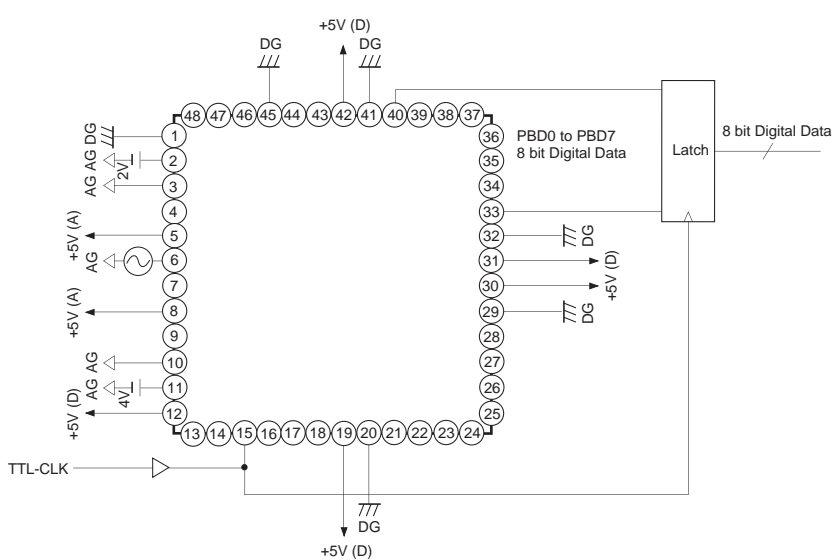 +5V (D)
DG
DG
48 47 46 45 44 43 42 41 40 39 38 37
1
2
3
4
5
6
7
8
9
10
11
12
DG
AG
2V
AG
+5V (A)
AG
+5V (A)
AG
AG
4V
+5V (D)
36
35
34
33
32
31
30
29
28
27
26
25
PBD0 to PBD7
8 bit Digital Data
Latch
8 bit Digital Data
DG
+5V (D)
DG
13 14 15 16 17 18 19 20 21 22 23 24
TTL-CLK
DG
+5V (D)